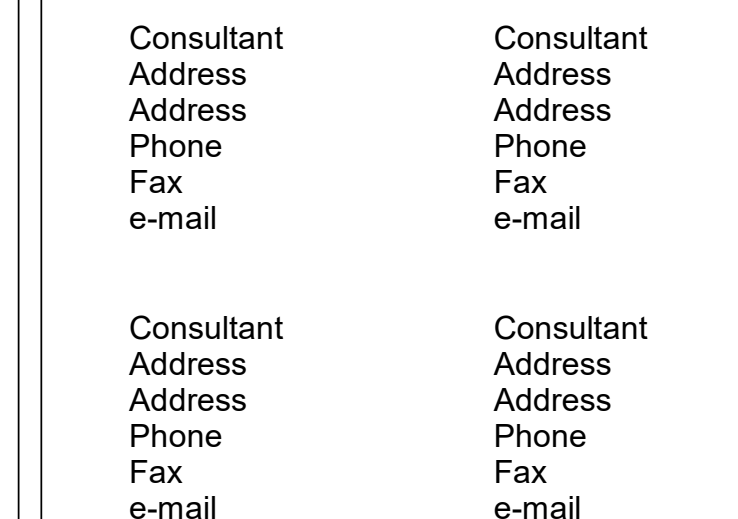 Consultant
Address
Address
Phone
Fax
e-mail
Consultant
Address
Address
Phone
Fax
e-mail
Consultant
Address
Address
Phone
Fax
e-mail
Consultant
Address
Address
Phone
Fax
e-mail